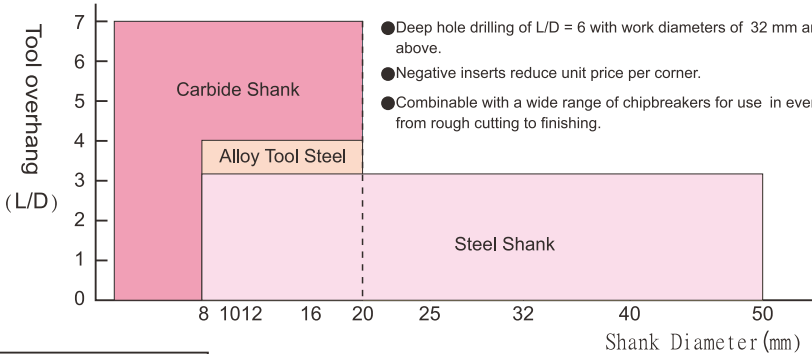 7
6
5
4
3
2
1
0
Tool overhang
(L/D)
Carbide Shank
Alloy Tool Steel
Steel Shank
●Deep hole drilling of L/D = 6 with work diameters of 32 mm
above.
●Negative inserts reduce unit price per corner.
●Combinable with a wide range of chipbreakers for use in
from rough cutting to finishing.
8 10 12 16 20 25 32 40 50
Shank Diameter(mm)